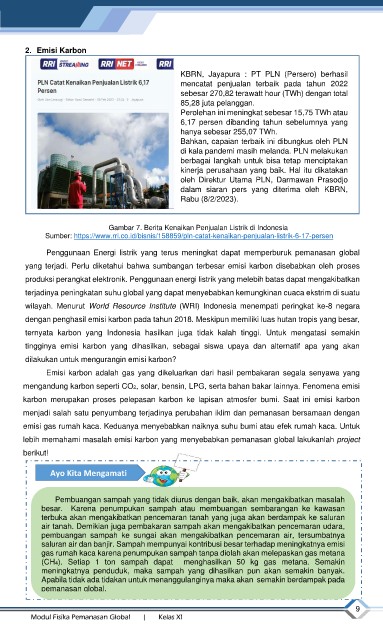 2. Emisi Karbon
RRI STREAMING RRI NET RRI
PLN Catat Kenaikan Penjualan Listrik 6,17
Persen
KBRN, Jayapura : PT PLN (Persero) berhasil
mencatat penjualan terbaik pada tahun 2022
sebesar 270,82 terawatt hour (TWh) dengan total
85,28 juta pelanggan.
Perolehan ini meningkat sebesar 15,75 TWh atau
6,17 persen dibanding tahun sebelumnya yang
hanya sebesar 255,07 TWh.
Bahkan, capaian terbaik ini dibungkus oleh PLN
di kala pandemi masih melanda. PLN melakukan
berbagai langkah untuk bisa tetap menciptakan
kinerja perusahaan yang baik. Hal itu dikatakan
oleh Direktur Utama PLN, Darmawan Prasodjo
dalam siaran pers yang diterima oleh KBRN,
Rabu (8/2/2023).
Gambar 7. Berita Kenaikan Penjualan Listrik di Indonesia
Sumber: https://www.rri.co.id/bisnis/158859/pln-catat-kenaikan-penjualan-listrik-6-17-persen
Penggunaan Energi listrik yang terus meningkat dapat memperburuk pemanasan global
yang terjadi. Perlu diketahui bahwa sumbangan terbesar emisi karbon disebabkan oleh proses
produksi perangkat elektronik. Penggunaan energi listrik yang melebih batas dapat mengakibatkan
terjadinya peningkatan suhu global yang dapat menyebabkan kemungkinan cuaca ekstrim di suatu
wilayah. Menurut World Resource Institute (WRI) Indonesia menempati peringkat ke-8 negara
dengan penghasil emisi karbon pada tahun 2018. Meskipun memiliki luas hutan tropis yang besar,
ternyata karbon yang Indonesia hasilkan juga tidak kalah tinggi. Untuk mengatasi semakin
tingginya emisi karbon yang dihasilkan, sebagai siswa upaya dan alternatif apa yang akan
dilakukan untuk mengurangin emisi karbon?
Emisi karbon adalah gas yang dikeluarkan dari hasil pembakaran segala senyawa yang
mengandung karbon seperti CO₂, solar, bensin, LPG, serta bahan bakar lainnya. Fenomena emisi
karbon merupakan proses pelepasan karbon ke lapisan atmosfer bumi. Saat ini emisi karbon
menjadi salah satu penyumbang terjadinya perubahan iklim dan pemanasan bersamaan dengan
emisi gas rumah kaca. Keduanya menyebabkan naiknya suhu bumi atau efek rumah kaca. Untuk
lebih memahami masalah emisi karbon yang menyebabkan pemanasan global lakukanlah project
berikut!
Ayo Kita Mengamati
Pembuangan sampah yang tidak diurus dengan baik, akan mengakibatkan masalah
besar. Karena penumpukan sampah atau membuangan sembarangan ke kawasan
terbuka akan mengakibatkan pencemaran tanah yang juga akan berdampak ke saluran
air tanah. Demikian juga pembakaran sampah akan mengakibatkan pencemaran udara,
pembuangan sampah ke sungai akan mengakibatkan pencemaran air, tersumbatnya
saluran air dan banjir. Sampah mempunyai kontribusi besar terhadap meningkatnya emisi
gas rumah kaca karena penumpukan sampah tanpa diolah akan melepaskan gas metana
(CH₄). Setiap 1 ton sampah dapat menghasilkan 50 kg gas metana. Semakin
meningkatnya penduduk, maka sampah yang dihasilkan pun akan semakin banyak.
Apabila tidak ada tidakan untuk menanggulanginya maka akan semakin berdampak pada
pemanasan global.
9
Modul Fisika Pemanasan Global | Kelas XI